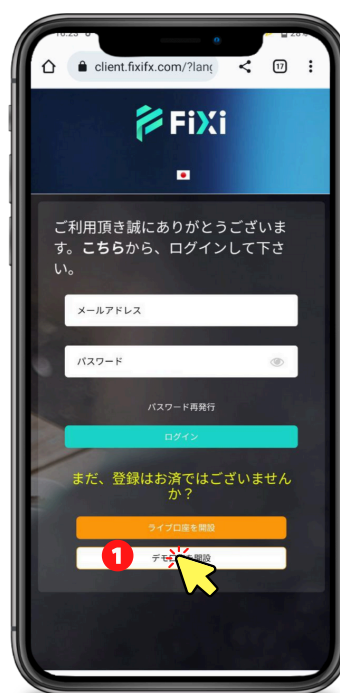 client.fixifx.com/?lang
17
FiXi
ご利用頂き誠にありがとうございま
す。こちらから、ログインして下さ
い。
メールアドレス
パスワード
パスワード再発行
ログイン
まだ、登録はお済ではございません
か？
ライブ口座を開設
1
デモ 開設